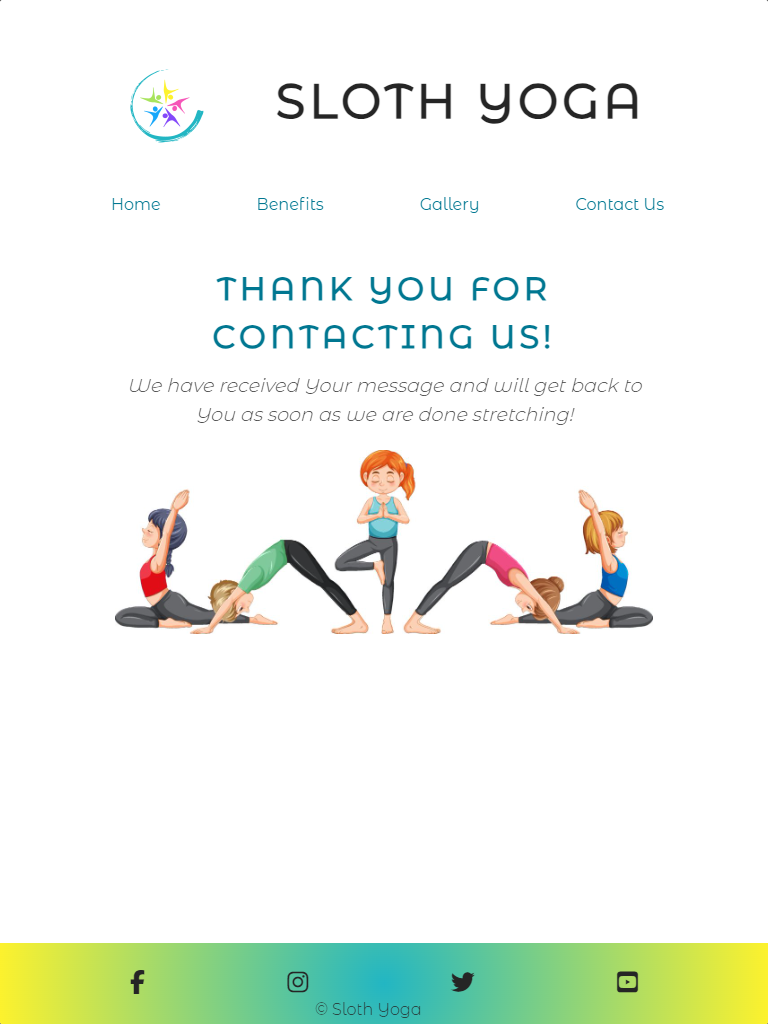 SLOTH YOGA
Home Benefits Gallery Contact Us
THANK YOU FOR
CONTACTING US!
We have received Your message and will get back to
You as soon as we are done stretching!
© Sloth Yoga